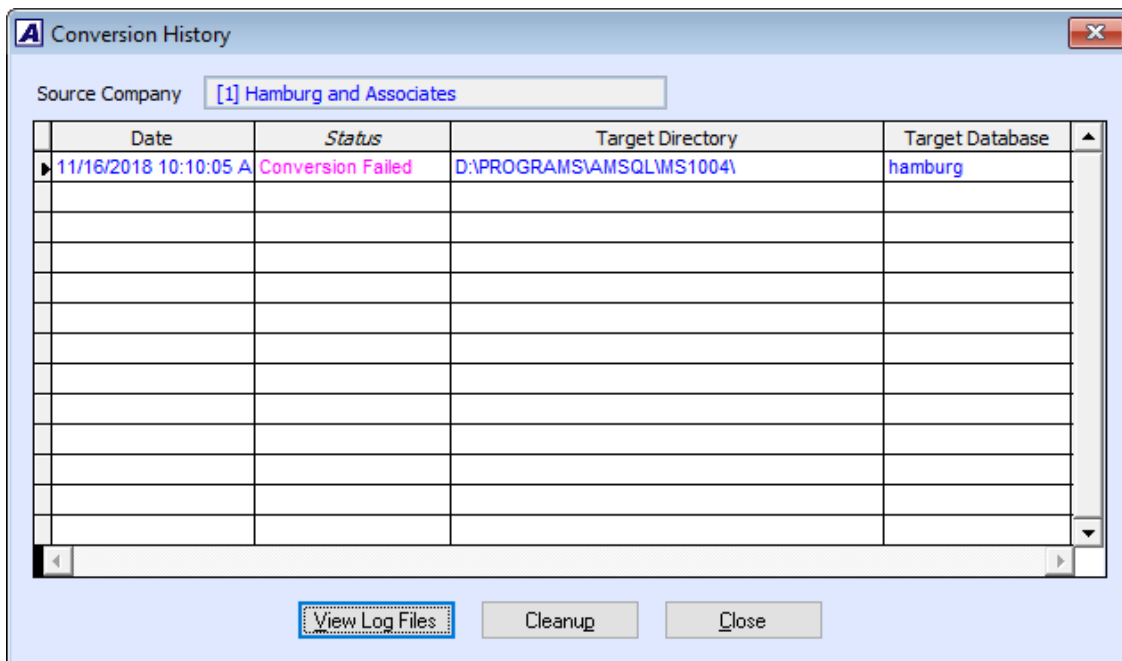 A Conversion History
Source Company [1] Hamburg and Associates
Date Status Target Directory Target Database
11/16/2018 10:10:05 A Conversion Failed D:\PROGRAMS\AMSQL\MS1004\ hamburg
View Log Files Cleanup Close